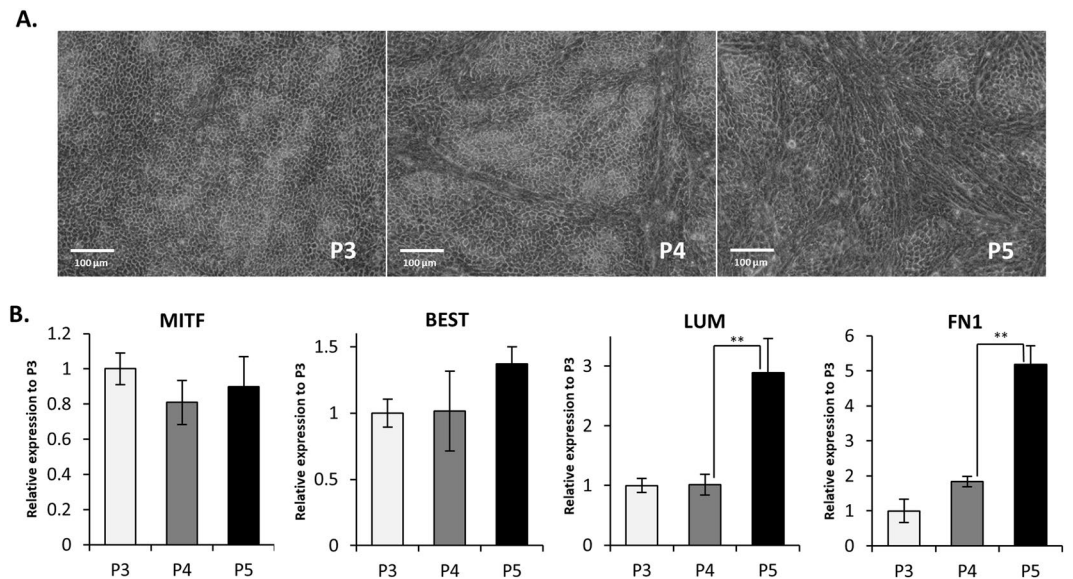 A.
100 µm
P3
100 µm
P4
100 µm
P5
B.
MITF
Relative expression to P3
1.2
1
0.8
0.6
0.4
0.2
0
P3 P4 P5
BEST
Relative expression to P3
1.5
1
0.5
0
P3 P4 P5
LUM
Relative expression to P3
3
2
1
0
**
P3 P4 P5
FN1
Relative expression to P3
6
5
4
3
2
1
0
**
P3 P4 P5